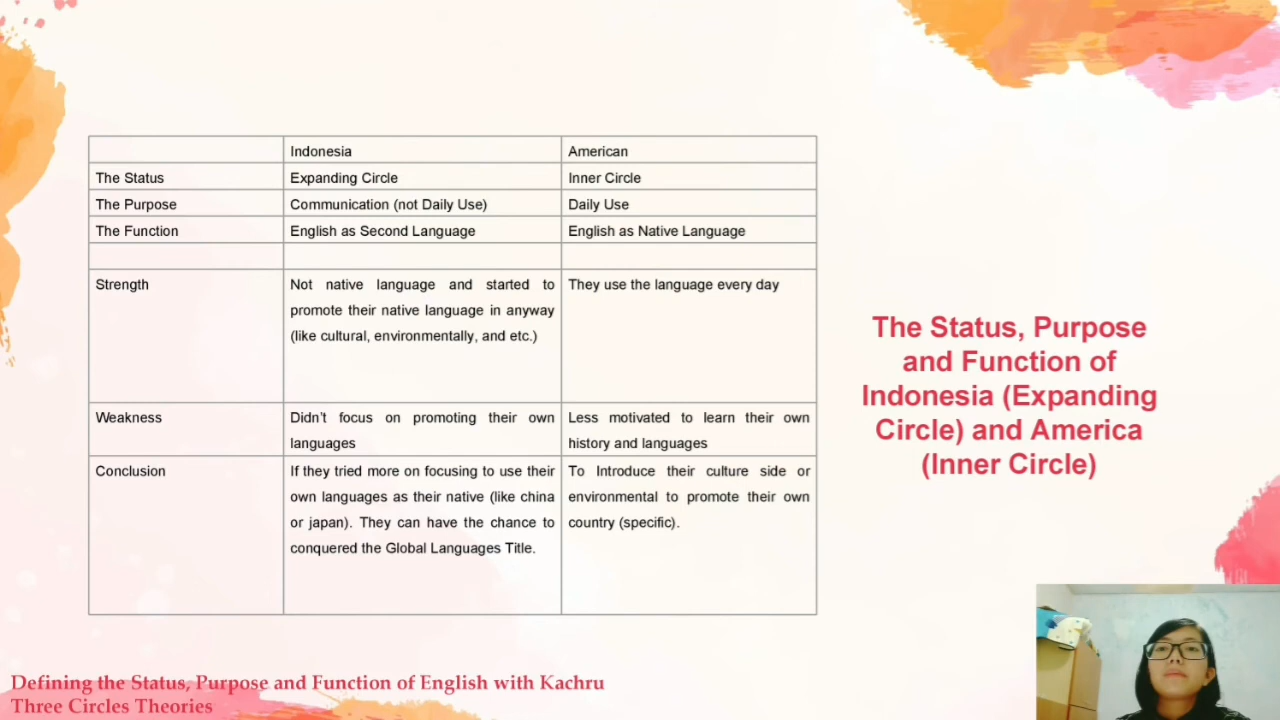 Indonesia American
The Status Expanding Circle Inner Circle
The Purpose Communication (not Daily Use) Daily Use
The Function English as Second Language English as Native Language
Strength Not native language and started to They use the language every day
promote their native language in anyway
(like cultural, environmentally, and etc.)
Weakness Didn't focus on promoting their own Less motivated to learn their own
languages history and languages
Conclusion If they tried more on focusing to use their To Introduce their culture side or
own languages as their native (like china environmental to promote their own
or japan). They can have the chance to country (specific).
conquered the Global Languages Title.
The Status, Purpose
and Function of
Indonesia (Expanding
Circle) and America
(Inner Circle)
Defining the Status, Purpose and Function of English with Kachru
Three Circles Theories